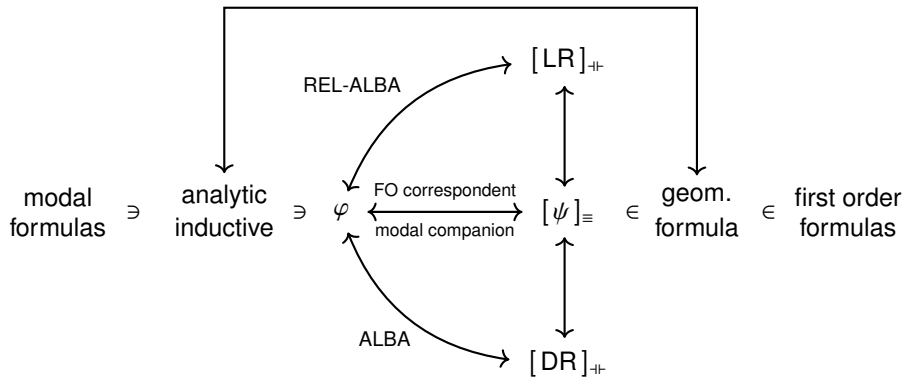 [LR]⊣⊢
REL-ALBA
modal formulas ∋ analytic inductive ∋ φ
FO correspondent
modal companion
[ψ]≡ ∈ geom. formula ∈ first order formulas
ALBA
[DR]⊣⊢